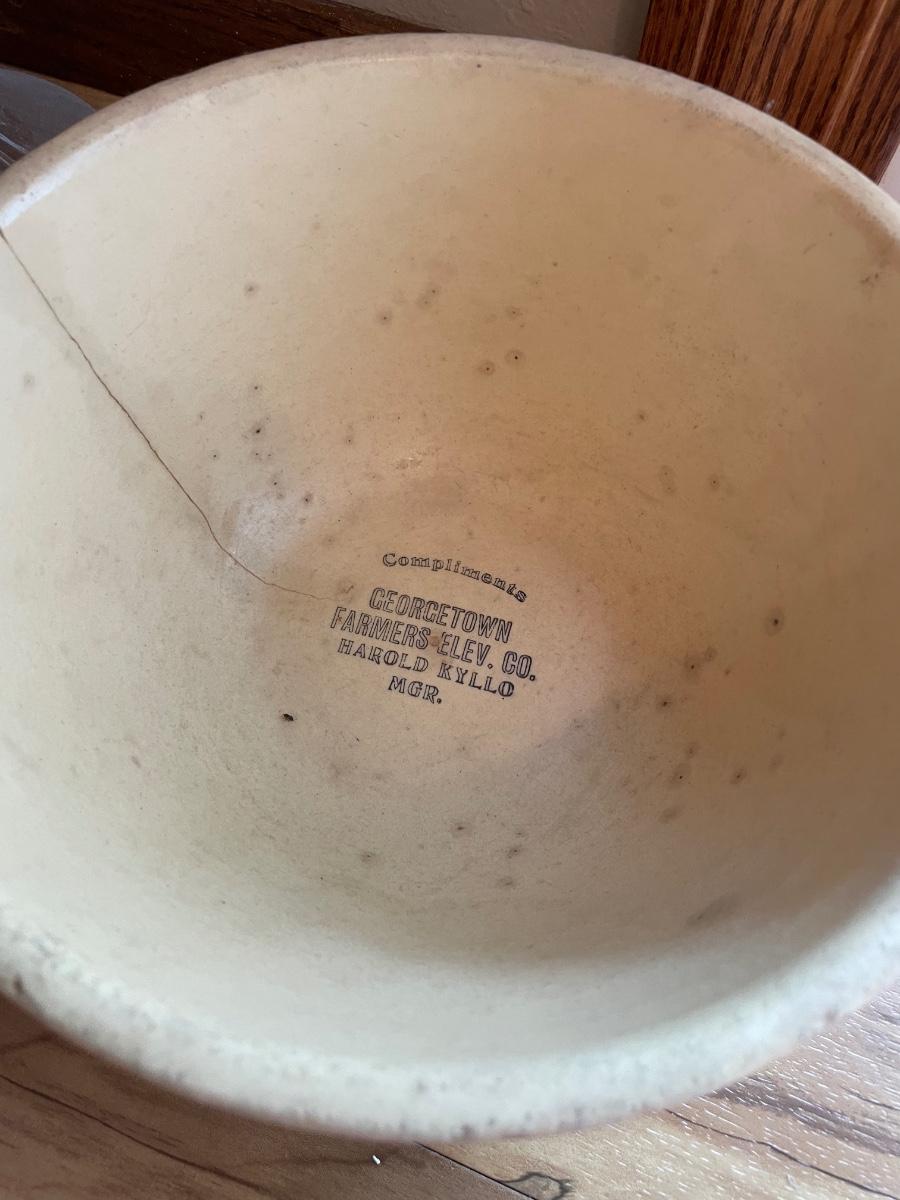 Compliments
GEORGETOWN
FARMERS ELEV. CO.
HAROLD KYLLO
MGR.